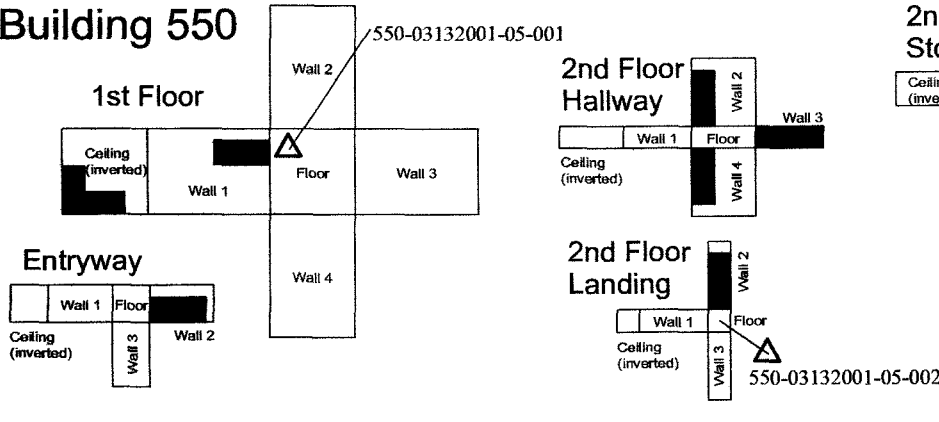 Building 550
550-03132001-05-001
1st Floor
Wall 2
Ceiling
(inverted)
Wall 1
Floor
Wall 3
Wall 4
Entryway
Wall 1
Floor
Ceiling
(inverted)
Wall 3
Wall 2
2nd Floor
Hallway
Wall 2
Wall 3
Wall 1
Floor
Ceiling
(inverted)
Wall 4
2nd Floor
Landing
Wall 2
Wall 1
Floor
Ceiling
(inverted)
Wall 3
550-03132001-05-002